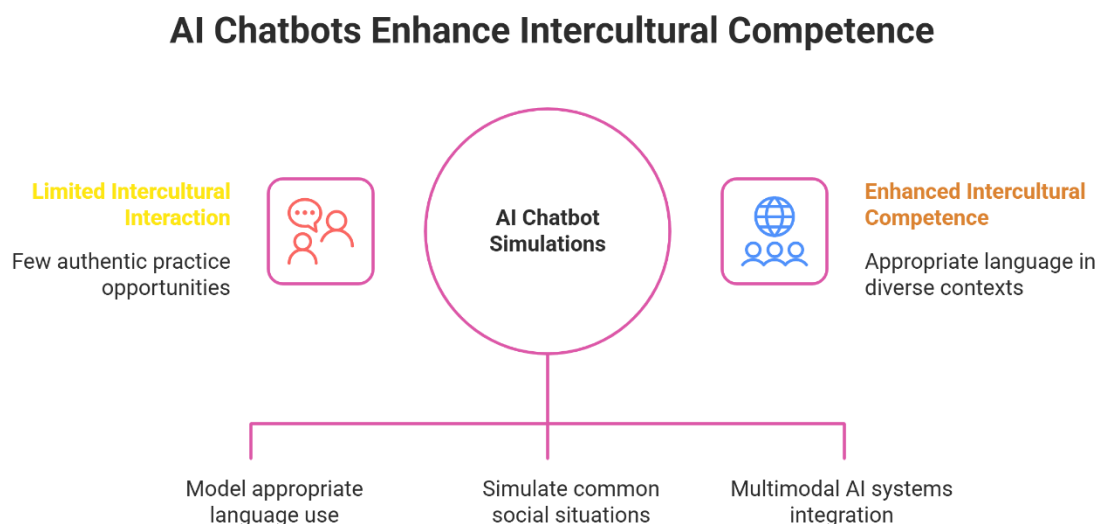 AI Chatbots Enhance Intercultural Competence
Limited Intercultural
Interaction
Few authentic practice
opportunities
AI Chatbot
Simulations
Enhanced Intercultural
Competence
Appropriate language in
diverse contexts
Model appropriate
language use
Simulate common
social situations
Multimodal AI systems
integration